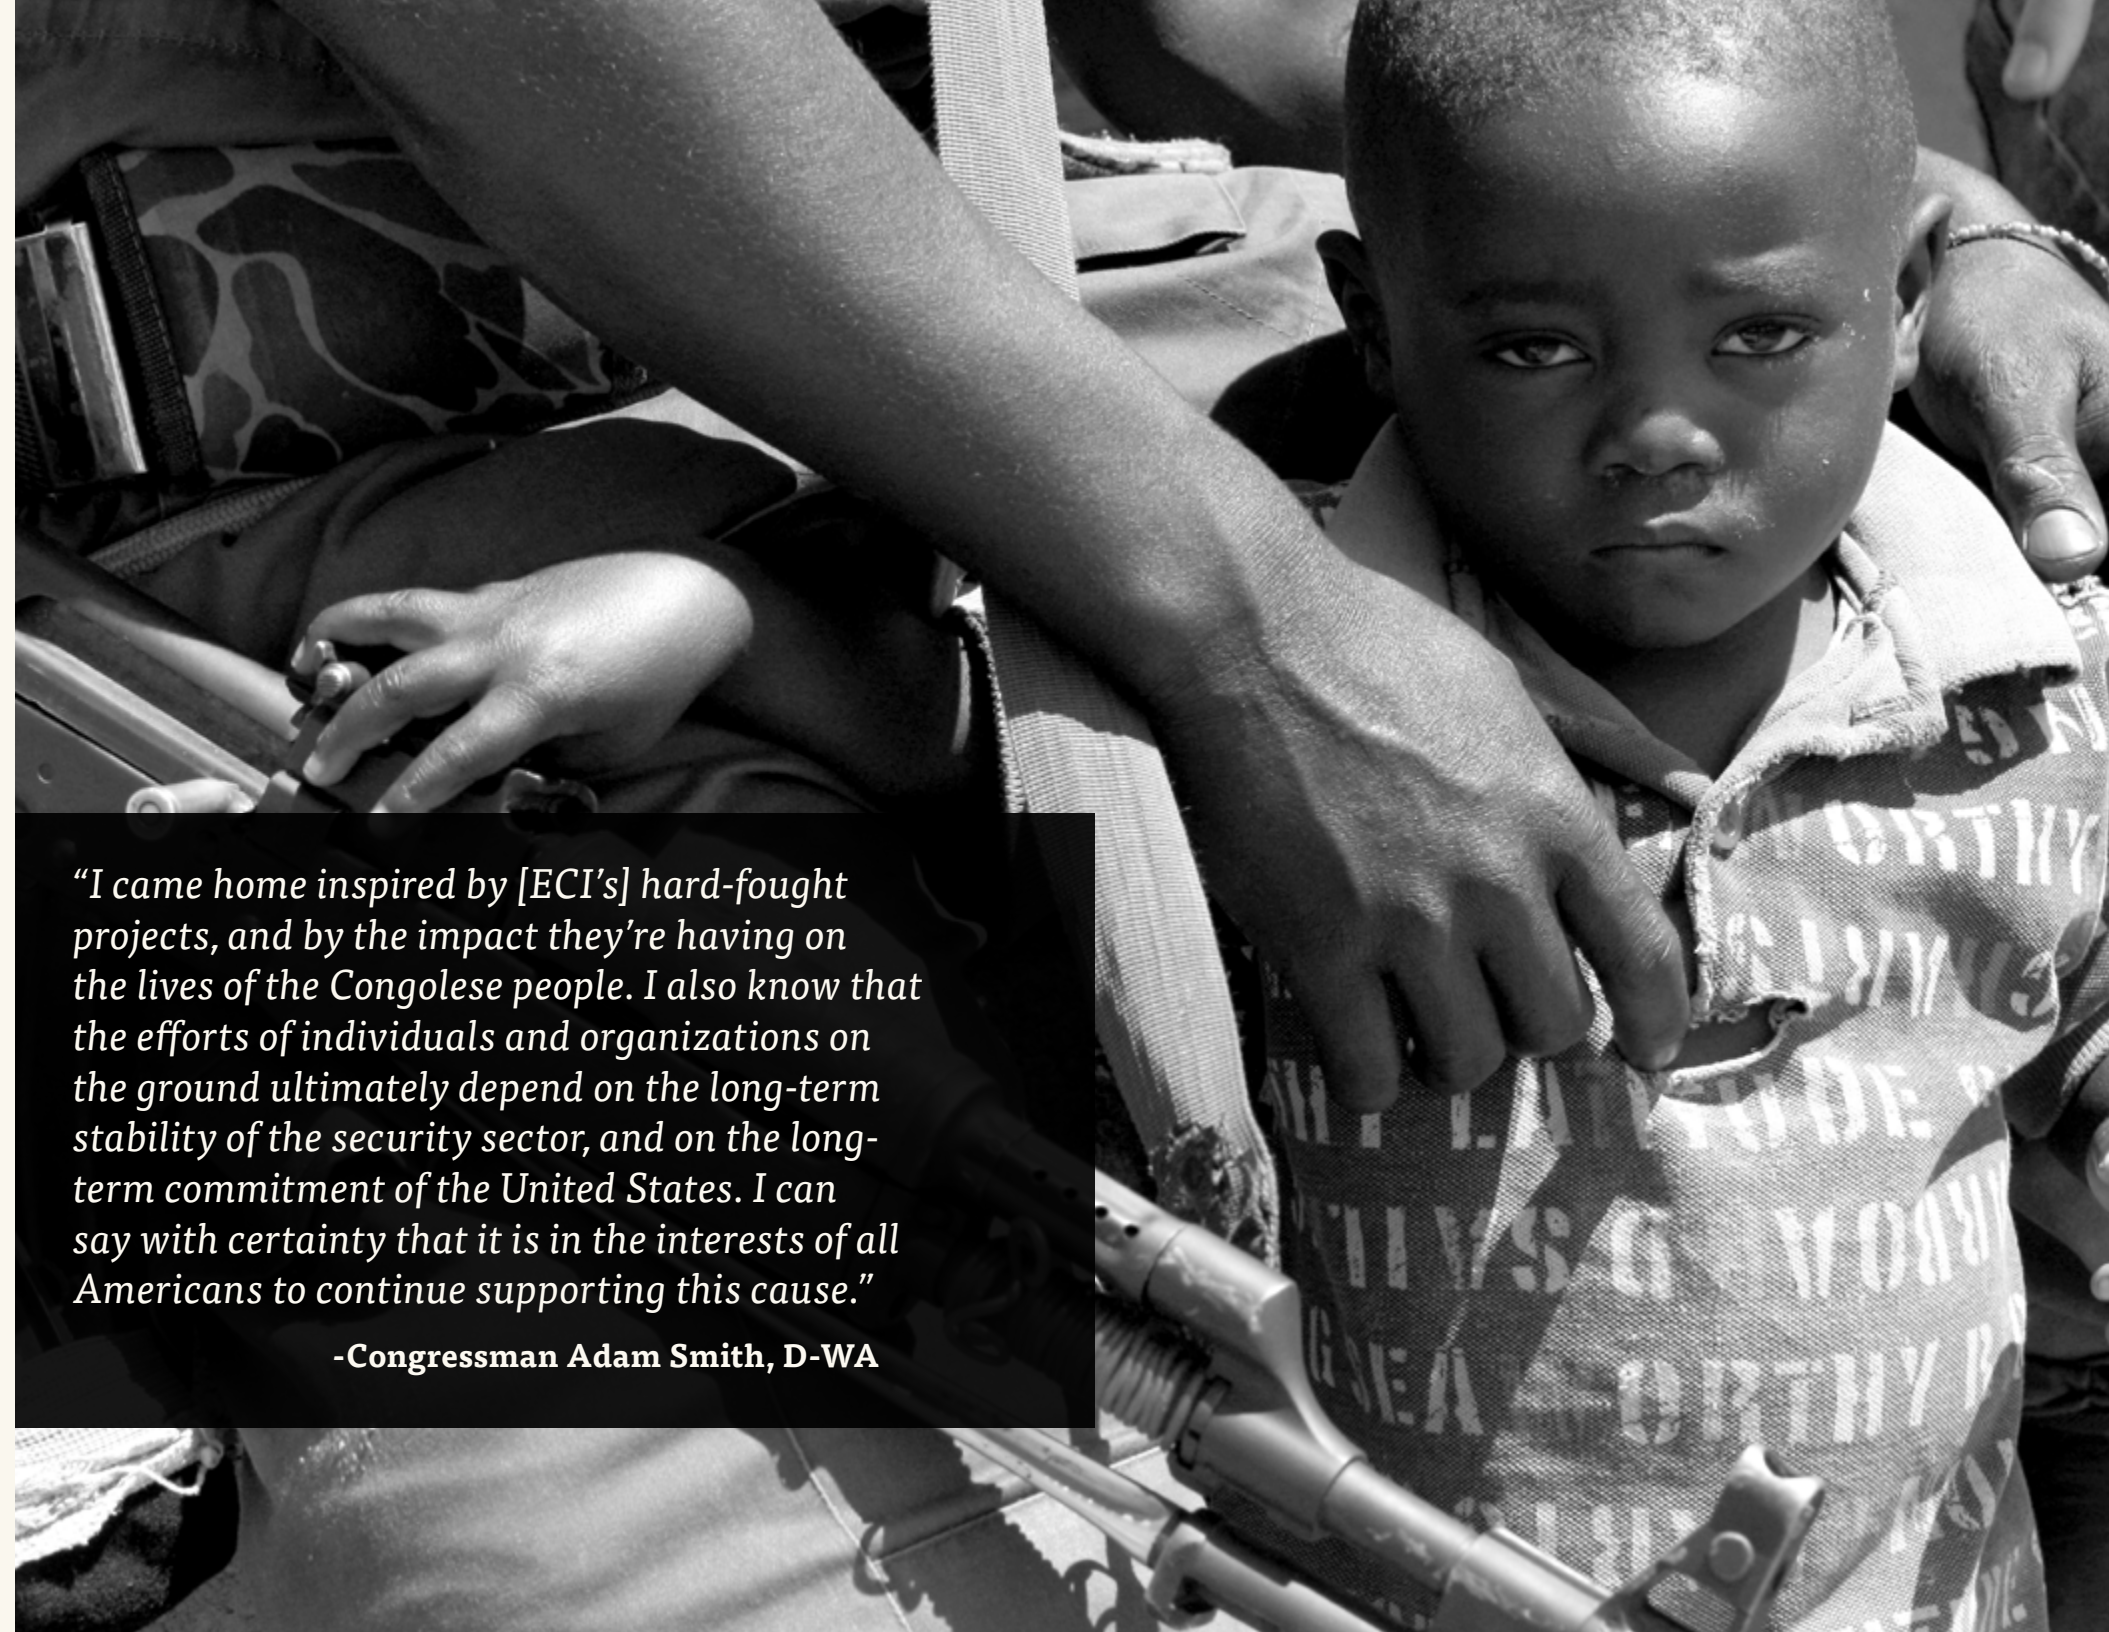 “I came home inspired by [ECI’s] hard-fought
projects, and by the impact they’re having on
the lives of the Congolese people. I also know that
the efforts of individuals and organizations on
the ground ultimately depend on the long-term
stability of the security sector, and on the long-
term commitment of the United States. I can
say with certainty that it is in the interests of all
Americans to continue supporting this cause.”
-Congressman Adam Smith, D-WA
ORTHY
ORTHY